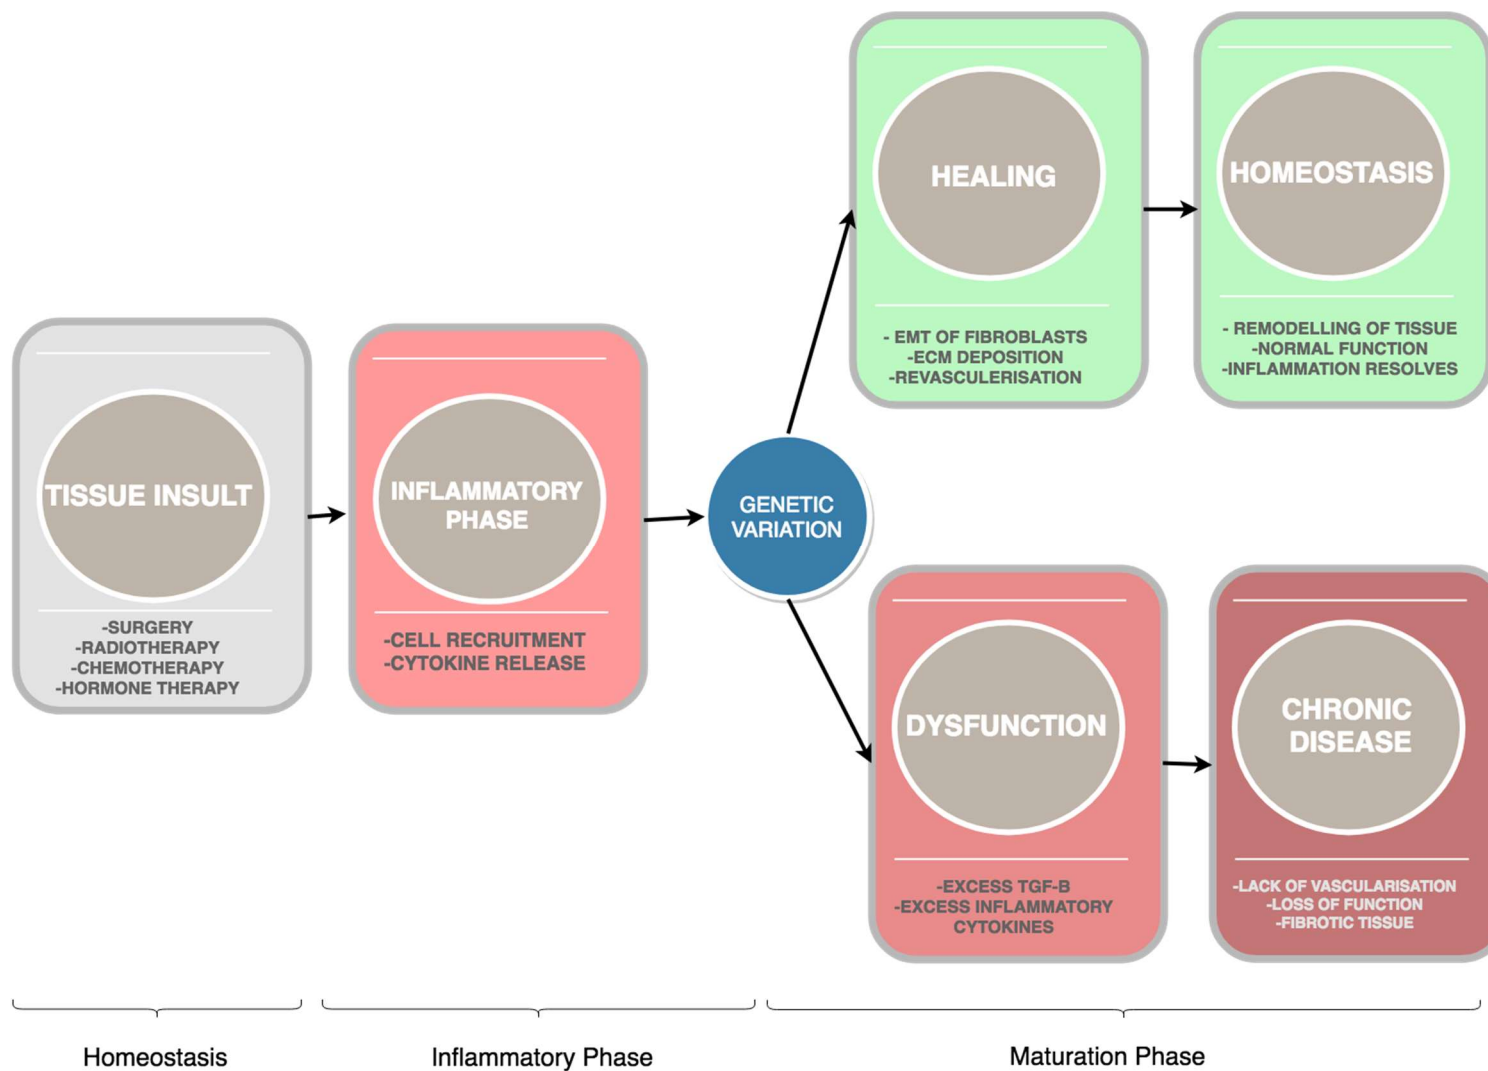 TISSUE INSULT
-SURGERY
-RADIOTHERAPY
-CHEMOTHERAPY
-HORMONE THERAPY
INFLAMMATORY
PHASE
-CELL RECRUITMENT
-CYTOKINE RELEASE
GENETIC
VARIATION
HEALING
- EMT OF FIBROBLASTS
-ECM DEPOSITION
-REVASCULERISATION
HOMEOSTASIS
- REMODELLING OF TISSUE
-NORMAL FUNCTION
-INFLAMMATION RESOLVES
DYSFUNCTION
-EXCESS TGF-B
-EXCESS INFLAMMATORY
CYTOKINES
CHRONIC
DISEASE
-LACK OF VASCULARISATION
-LOSS OF FUNCTION
-FIBROTIC TISSUE
Homeostasis
Inflammatory Phase
Maturation Phase